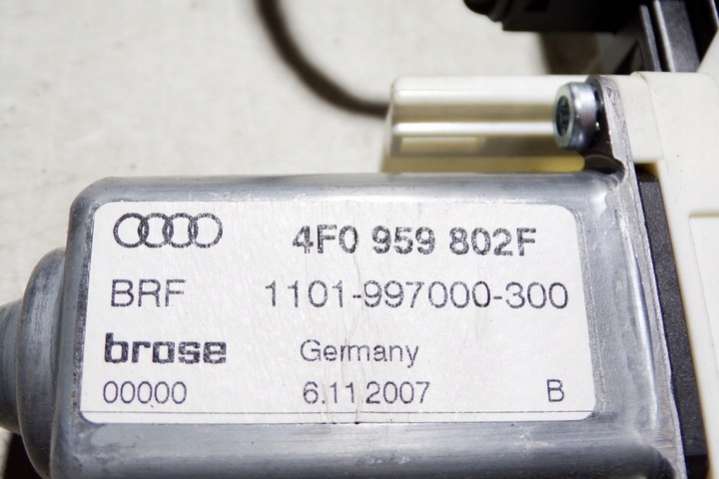 4F0 959 802F
BRF 1101-997000-300
brose Germany
00000 6.11 2007 B